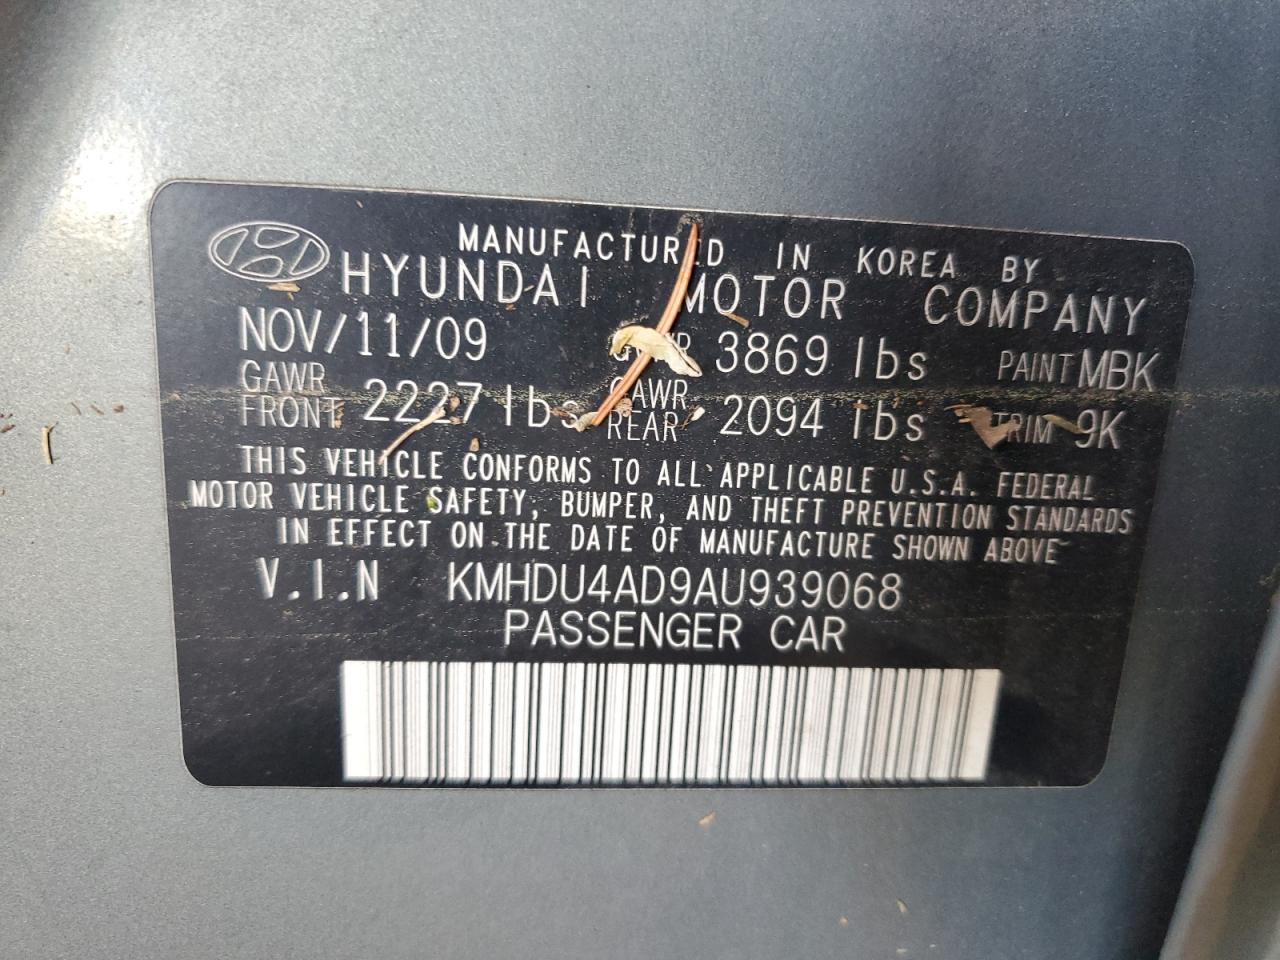 MANUFACTURED IN KOREA BY
HYUNDAI MOTOR COMPANY
NOV/11/09 GVWR 3869 lbs PAINT MBK
GAWR FRONT 2227 lbs GAWR REAR 2094 lbs TRIM 9K
THIS VEHICLE CONFORMS TO ALL APPLICABLE U.S.A. FEDERAL
MOTOR VEHICLE SAFETY, BUMPER, AND THEFT PREVENTION STANDARDS
IN EFFECT ON THE DATE OF MANUFACTURE SHOWN ABOVE
V.I.N KMHDU4AD9AU939068
PASSENGER CAR